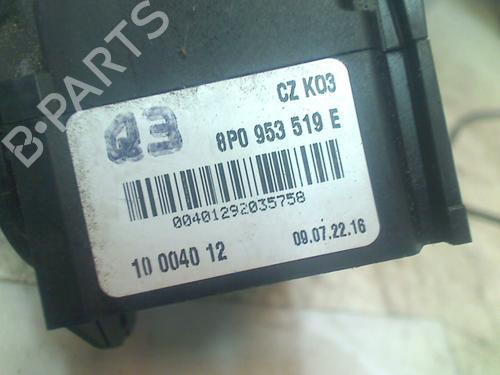 CZ K03
Q3
8P0 953 519 E
00401292035758
10 0040 12
09.07.22.16
B-PARTS